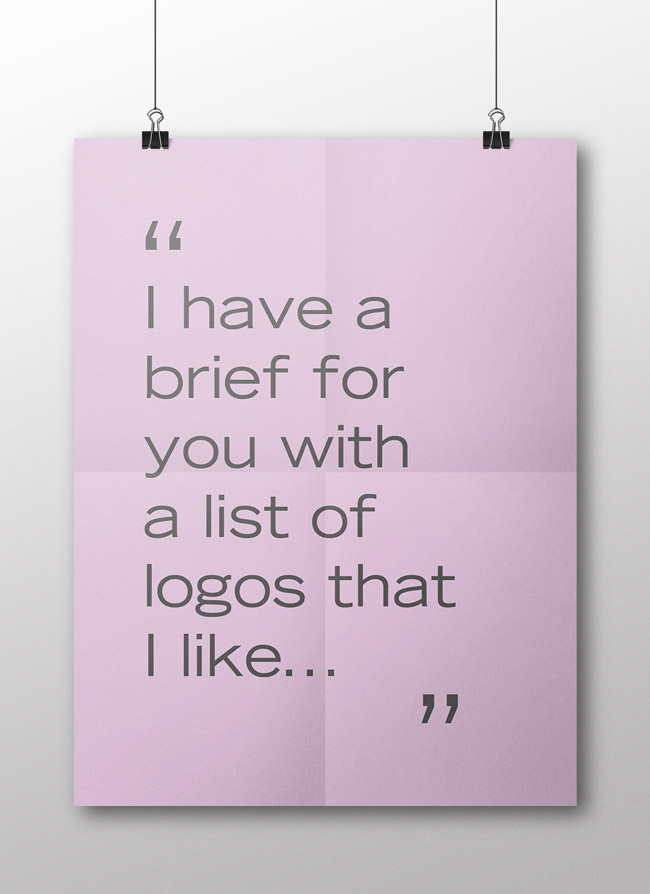 “
I have a
brief for
you with
a list of
logos that
I like...
”